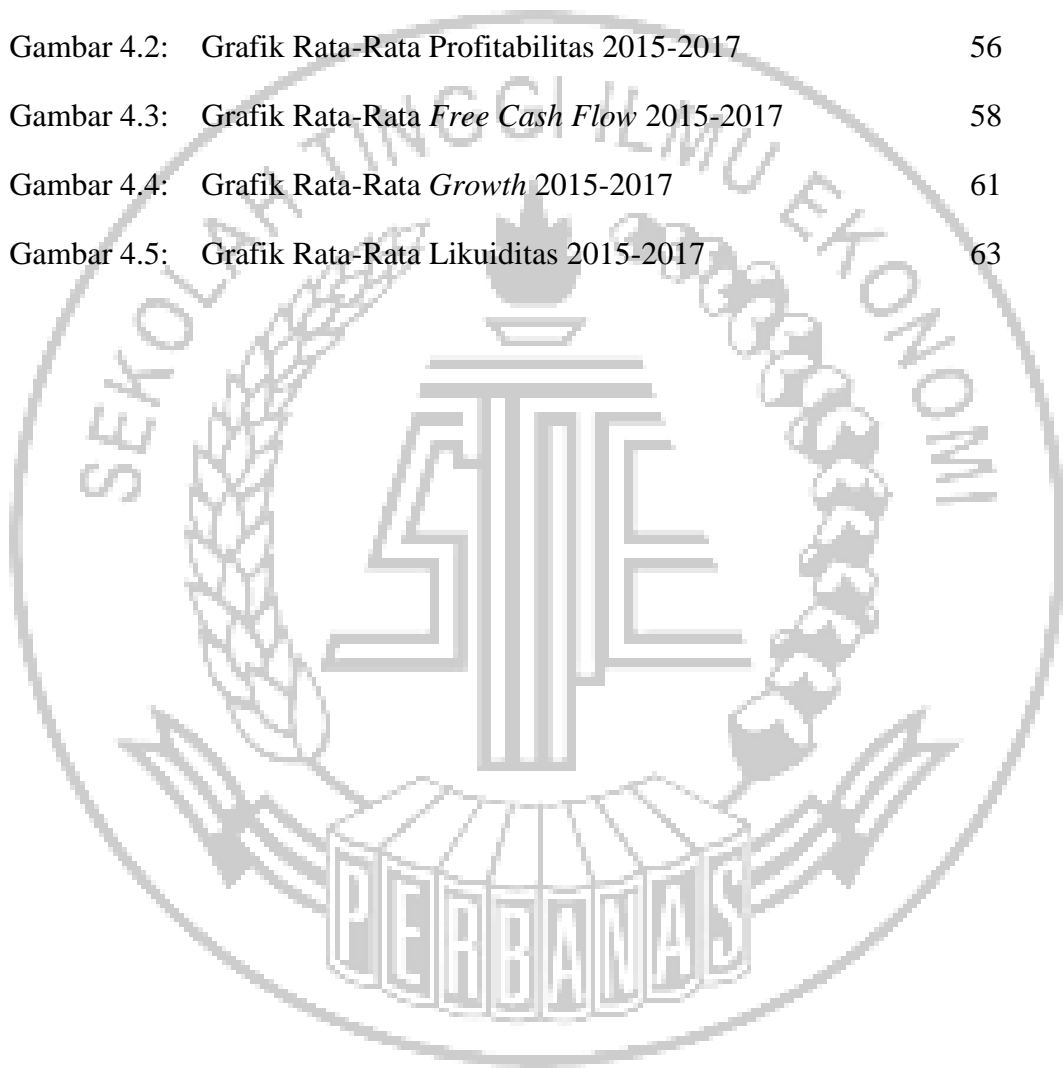 Gambar 4.2: Grafik Rata-Rata Profitabilitas 2015-2017 56
Gambar 4.3: Grafik Rata-Rata Free Cash Flow 2015-2017 58
Gambar 4.4: Grafik Rata-Rata Growth 2015-2017 61
Gambar 4.5: Grafik Rata-Rata Likuiditas 2015-2017 63
SEKOLAH TINGGI ILMU EKONOMI
STIE
PERBANAS